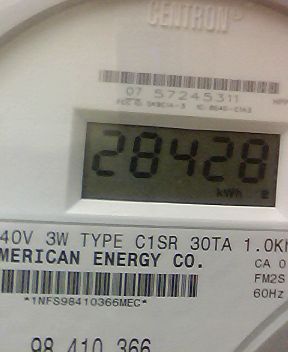 CENTRON®
07 57245311
28428
kWh
40V 3W TYPE C1SR 30TA 1.0K
MERICAN ENERGY CO.
CA 0
FM2S
60Hz
*1NFS98410366MEC*
98 410 366